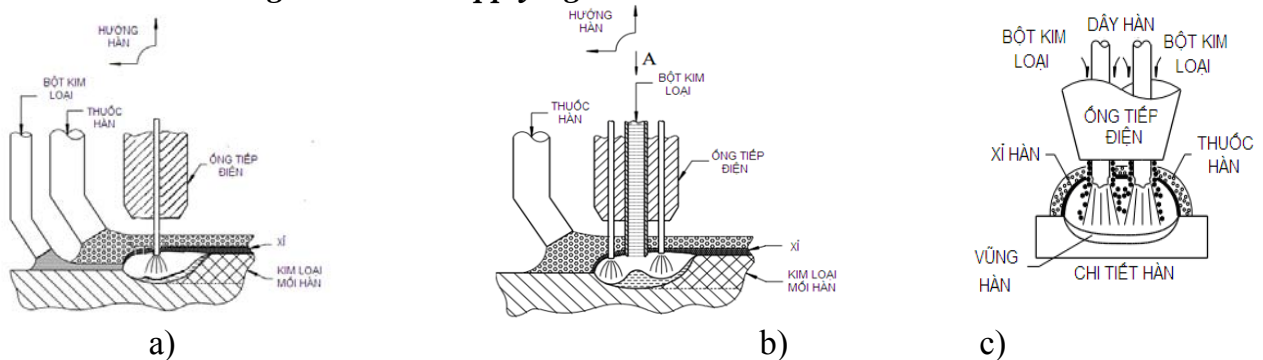 HƯỚNG
HÀN
BỘT KIM
LOẠI
THUỐC
HÀN
ỐNG TIẾP
ĐIỆN
XỈ
KIM LOẠI
MỐI HÀN
a)
HƯỚNG
HÀN
A
BỘT KIM
LOẠI
THUỐC
HÀN
ỐNG TIẾP
ĐIỆN
XỈ
KIM LOẠI
MỐI HÀN
b)
DÂY HÀN
BỘT KIM
LOẠI
BỘT KIM
LOẠI
ỐNG TIẾP
ĐIỆN
XỈ HÀN
THUỐC
HÀN
VŨNG
HÀN
CHI TIẾT HÀN
c)